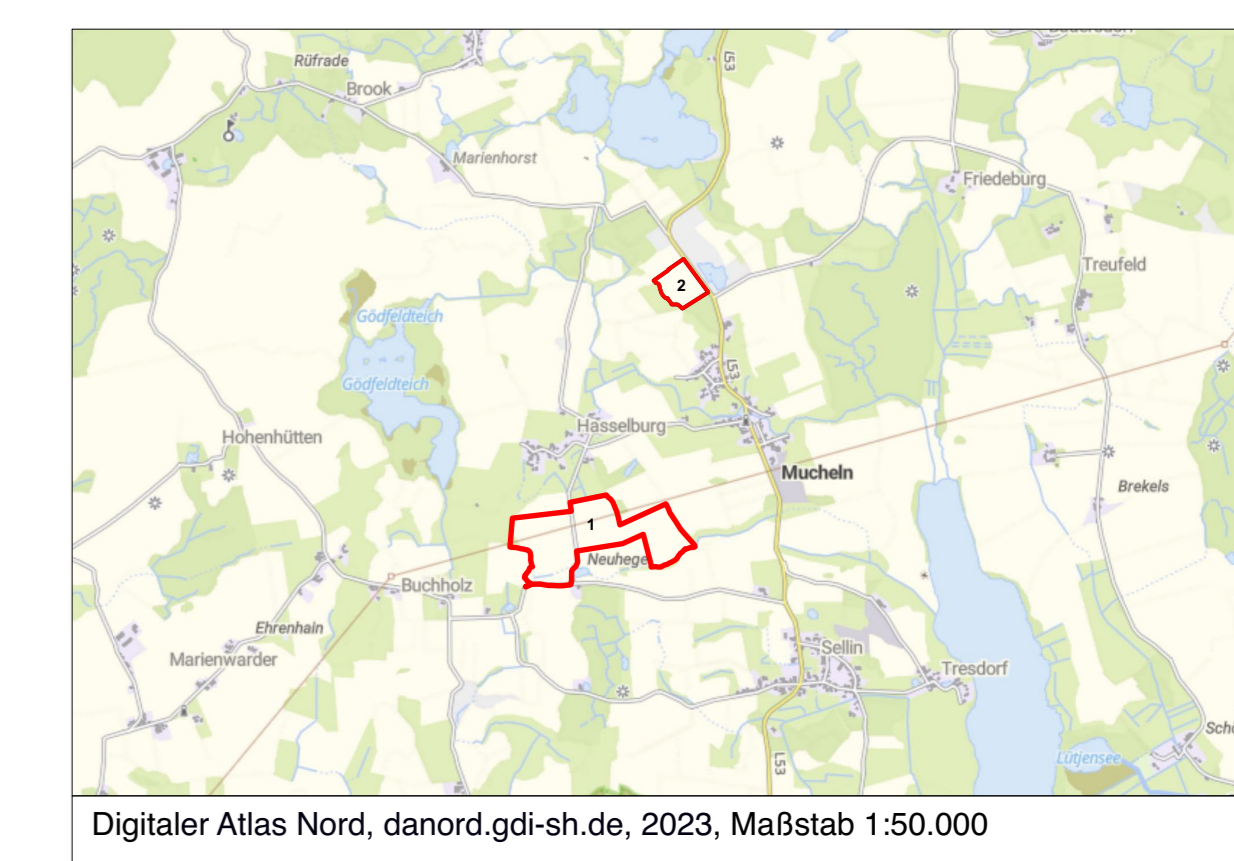 Rüfrade
Brook
L53
Marienhorst
Friedeburg
Treufeld
2
Gödfeldteich
Gödfeldteich
L53
Hasselburg
Hohenhütten
Mucheln
Brekels
1
Neuhege
Buchholz
Ehrenhain
Marienwarder
Sellin
Tresdorf
Schö
Lütjensee
L53
Digitaler Atlas Nord, danord.gdi-sh.de, 2023, Maßstab 1:50.000